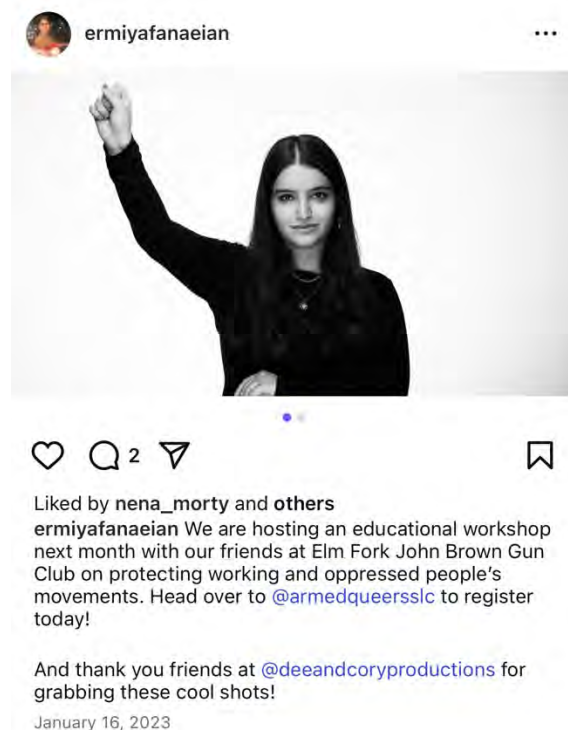 ermiyafanaeian
2
Liked by nena_morty and others
ermiyafanaeian We are hosting an educational workshop
next month with our friends at Elm Fork John Brown Gun
Club on protecting working and oppressed people's
movements. Head over to @armedqueersslc to register
today!
And thank you friends at @deeandcoryproductions for
grabbing these cool shots!
January 16, 2023